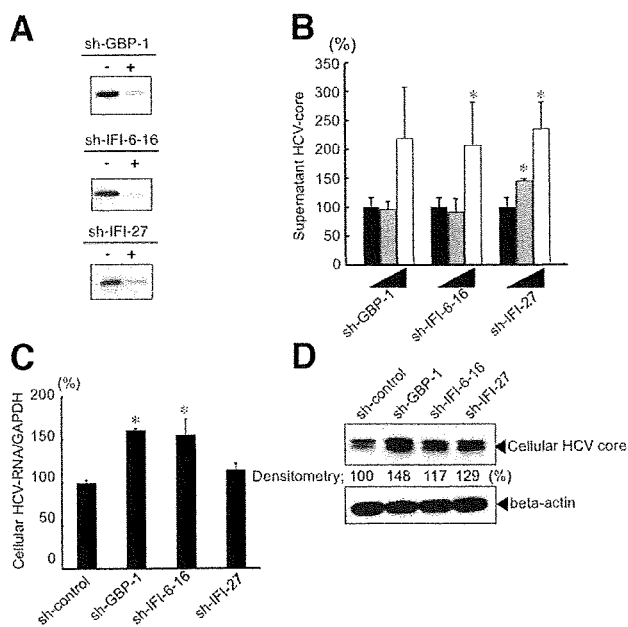 A
sh-GBP-1
- +
sh-IFI-6-16
- +
sh-IFI-27
- +
B
(%)
Supernatant HCV-core
350
300
250
200
150
100
50
0
*
*
*
sh-GBP-1
sh-IFI-6-16
sh-IFI-27
C
(%)
Cellular HCV-RNA/GAPDH
200
150
100
50
0
*
*
sh-control
sh-GBP-1
sh-IFI-6-16
sh-IFI-27
D
sh-control
sh-GBP-1
sh-IFI-6-16
sh-IFI-27
Cellular HCV core
Densitometry; 100 148 117 129 (%)
beta-actin